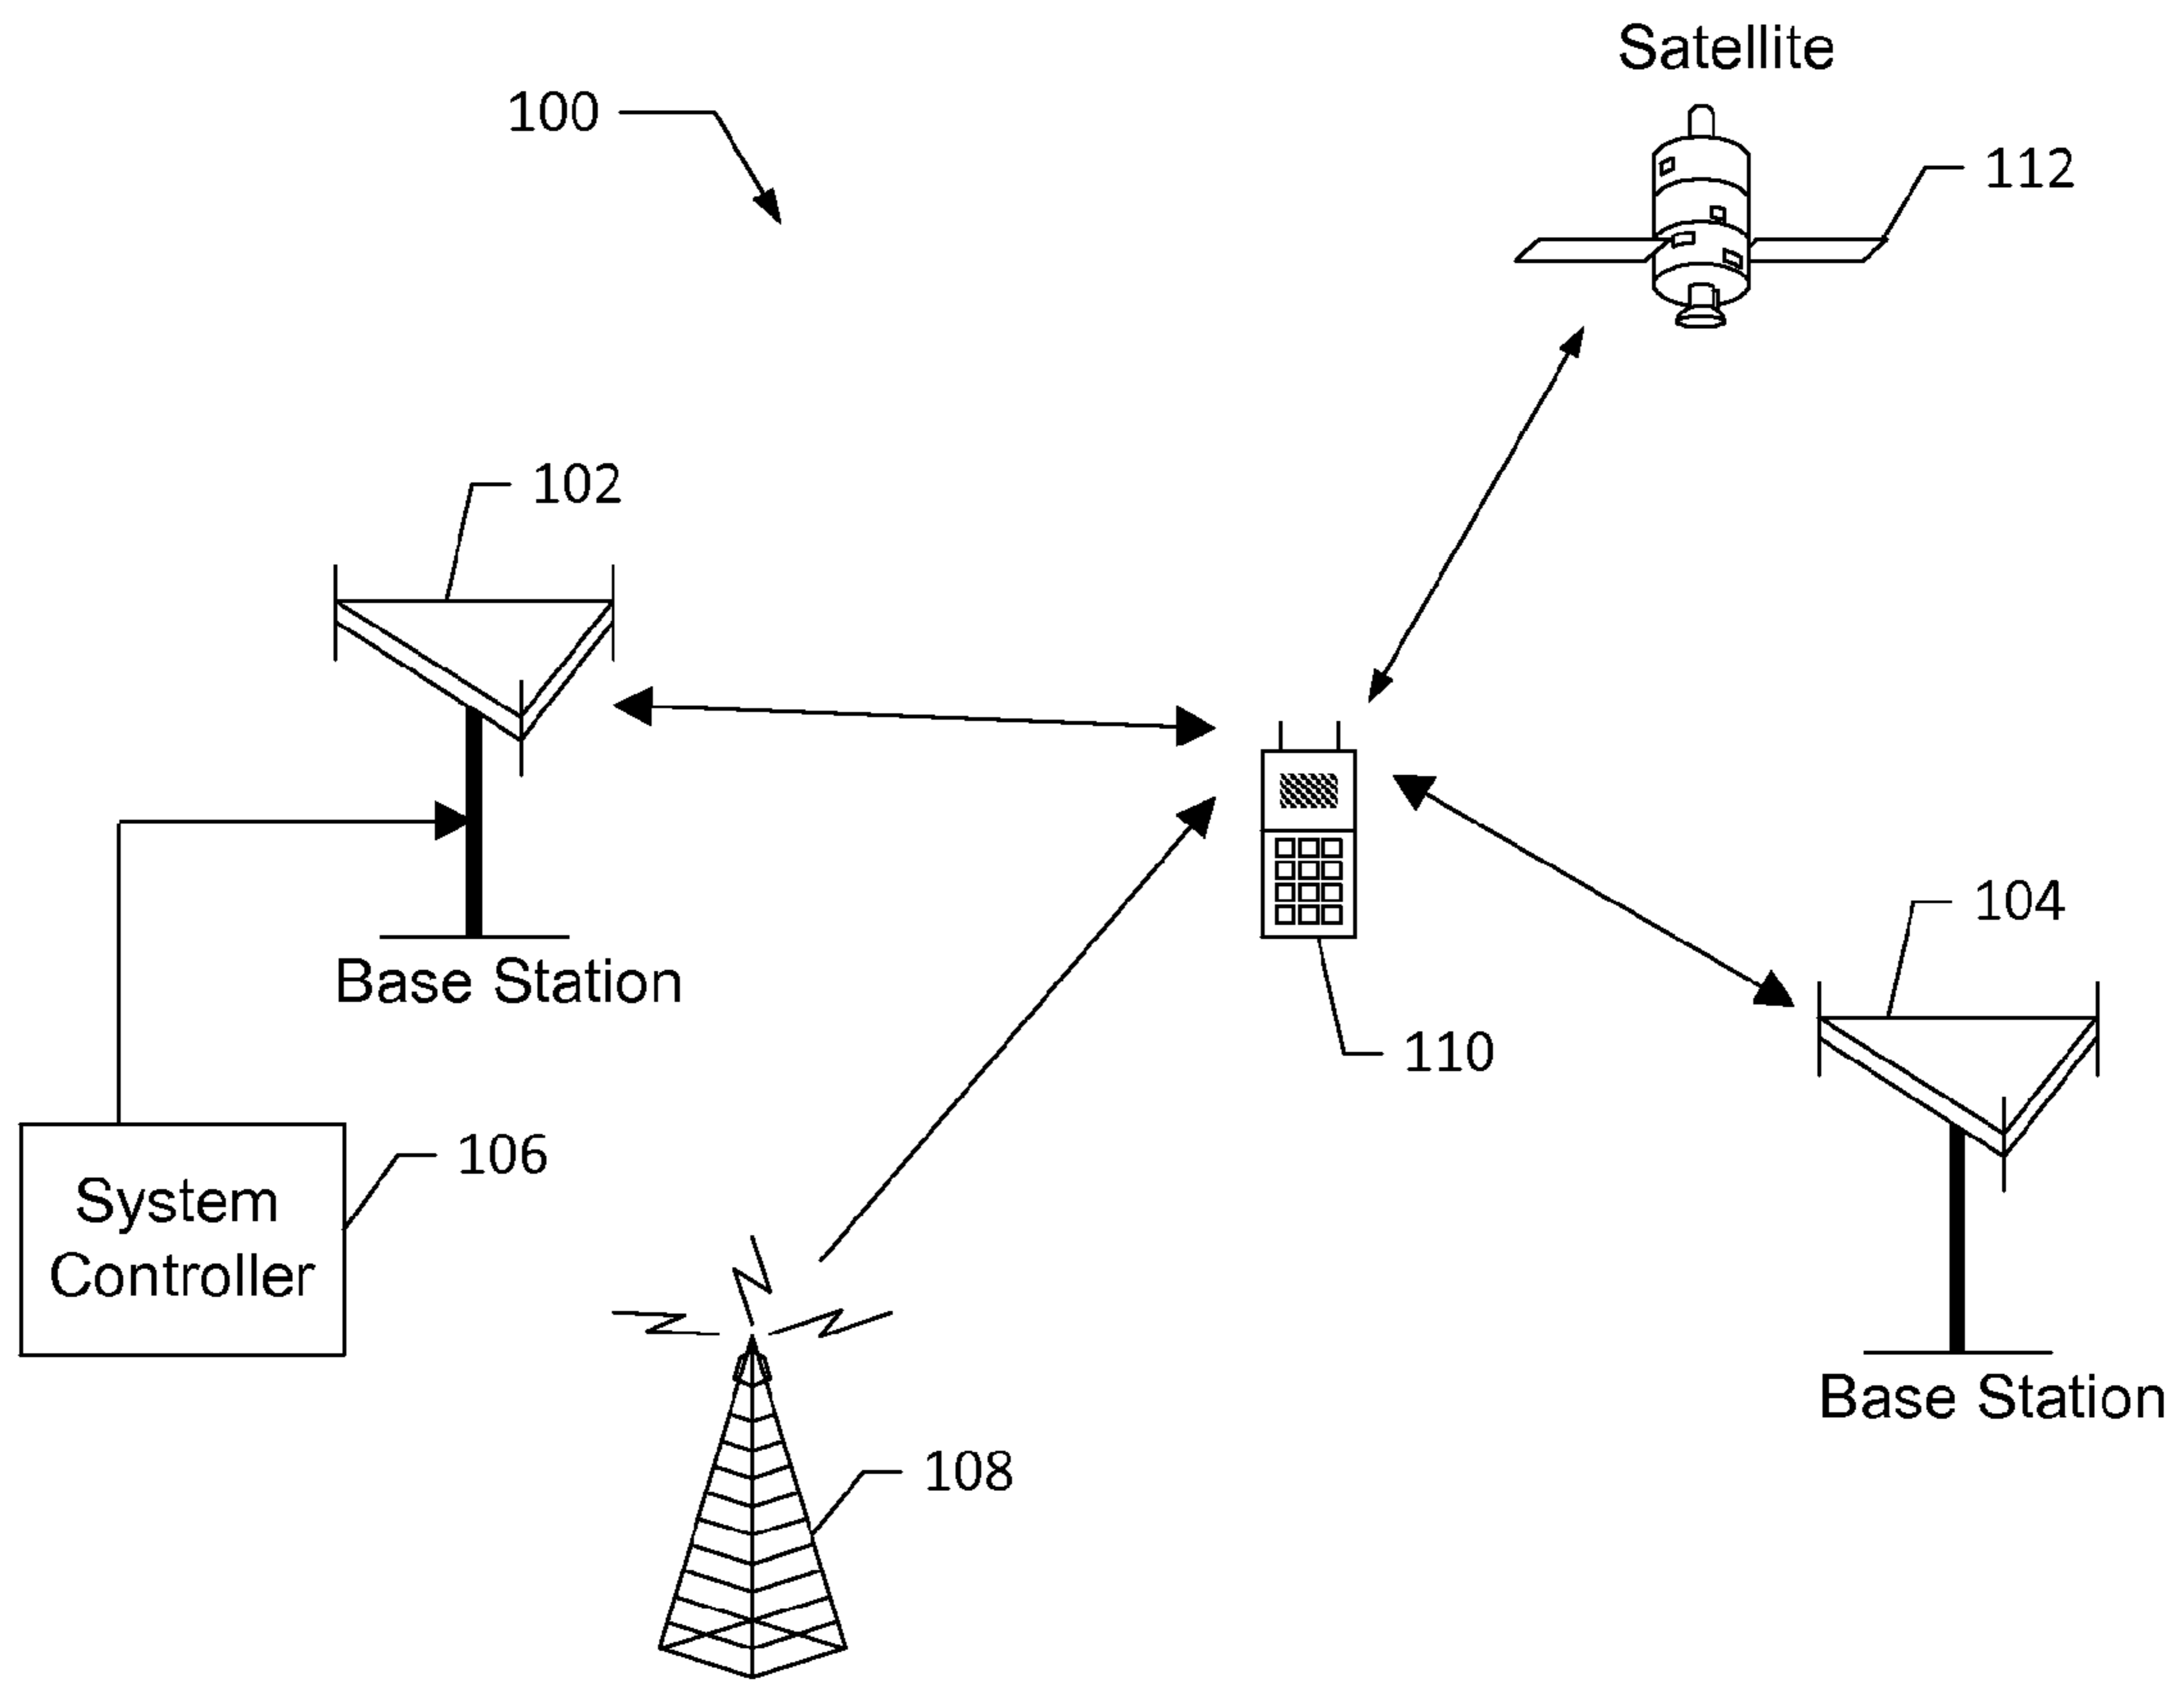 Satellite
100
112
102
104
Base Station
110
106
System
Controller
Base Station
108